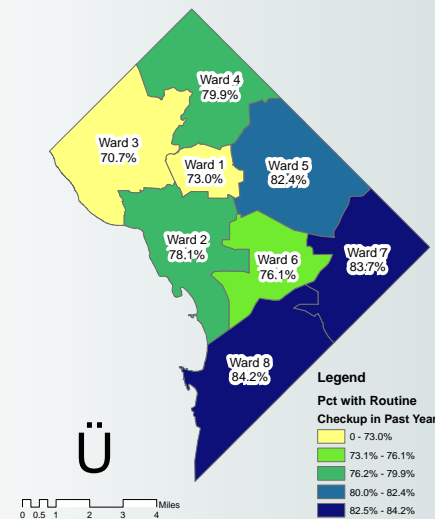 Ward 4
79.9%
Ward 3
70.7%
Ward 1
73.0%
Ward 5
82.4%
Ward 2
78.1%
Ward 6
76.1%
Ward 7
83.7%
Ward 8
84.2%
Legend
Pct with Routine
Checkup in Past Year
0 - 73.0%
73.1% - 76.1%
76.2% - 79.9%
80.0% - 82.4%
82.5% - 84.2%
Ü
Miles
0 0.5 1 2 3 4